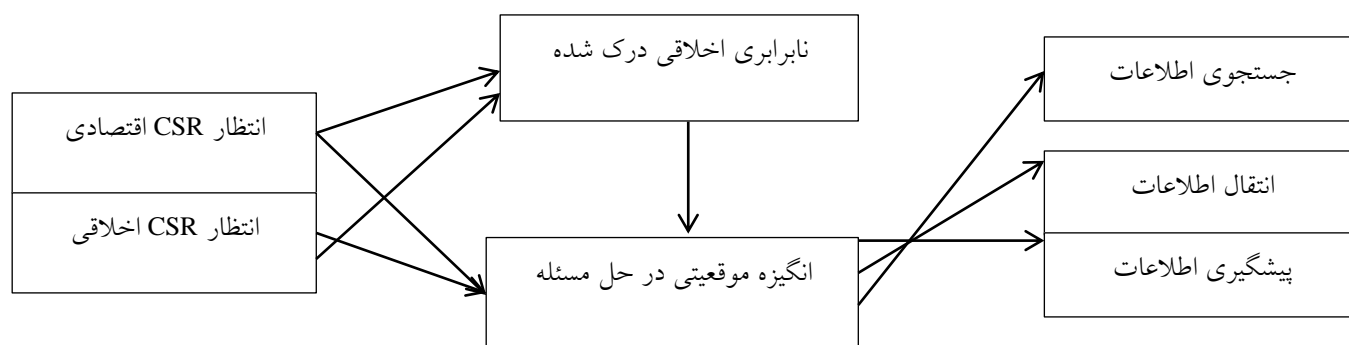 نابرابری اخلاقی درک شده
جستجوی اطلاعات
انتظار CSR اقتصادی
انتقال اطلاعات
انتظار CSR اخلاقی
انگیزه موقعیتی در حل مسئله
پیشگیری اطلاعات